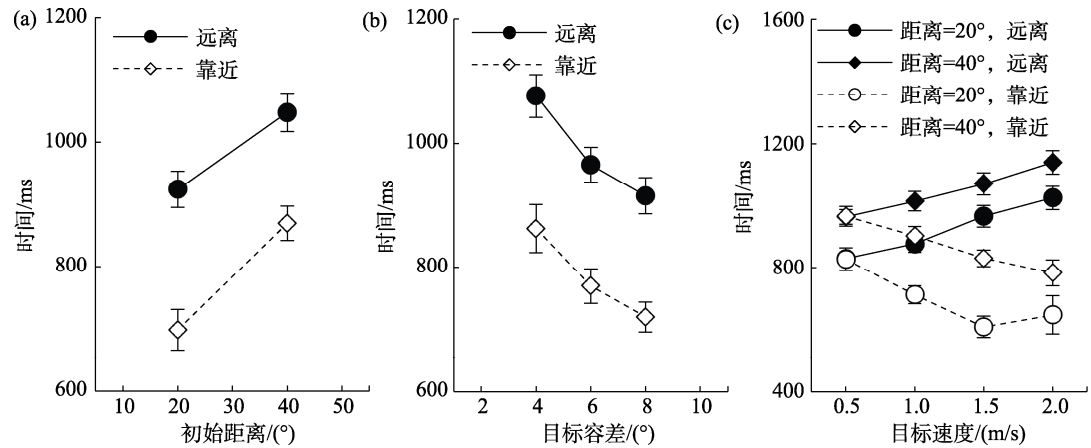 (a)
1200
1000
800
600
时间/ms
远离
靠近
10 20 30 40 50
初始距离/(°)
(b)
1200
1000
800
600
时间/ms
远离
靠近
2 4 6 8 10
目标容差/(°)
(c)
1600
1200
800
400
时间/ms
距离=20°，远离
距离=40°，远离
距离=20°，靠近
距离=40°，靠近
0.5 1.0 1.5 2.0
目标速度/(m/s)